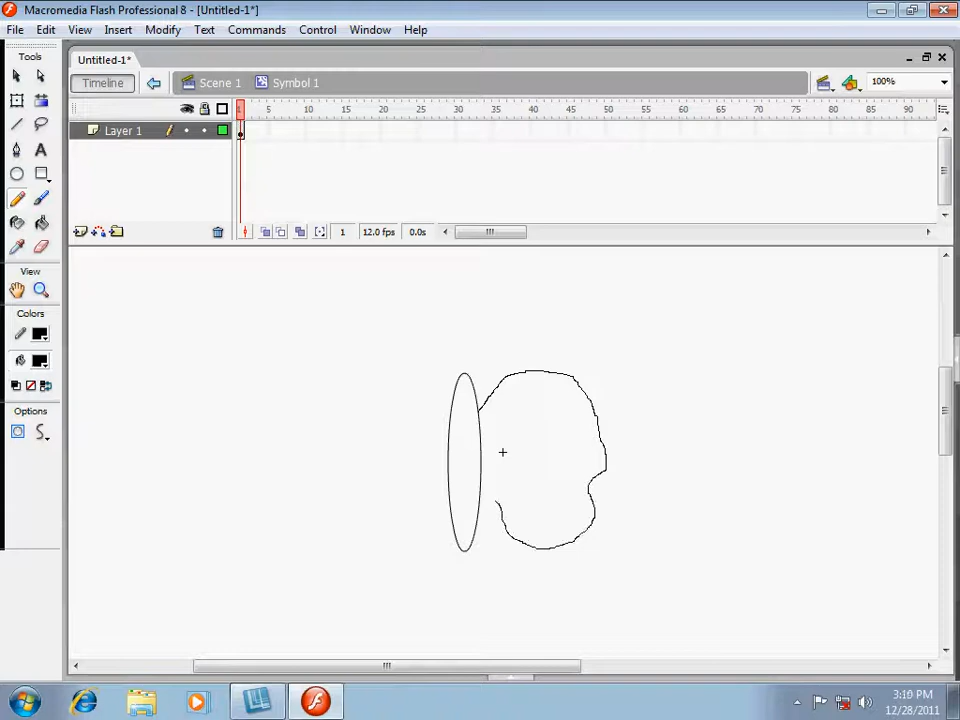 Macromedia Flash Professional 8 - [Untitled-1*]
File Edit View Insert Modify Text Commands Control Window Help
Tools
Untitled-1*
Timeline Scene 1 Symbol 1 100%
5 10 15 20 25 30 35 40 45 50 55 60 65 70 75 80 85 90
Layer 1
1 12.0 fps 0.0s
View
Colors
Options
3:10 PM
12/28/2011